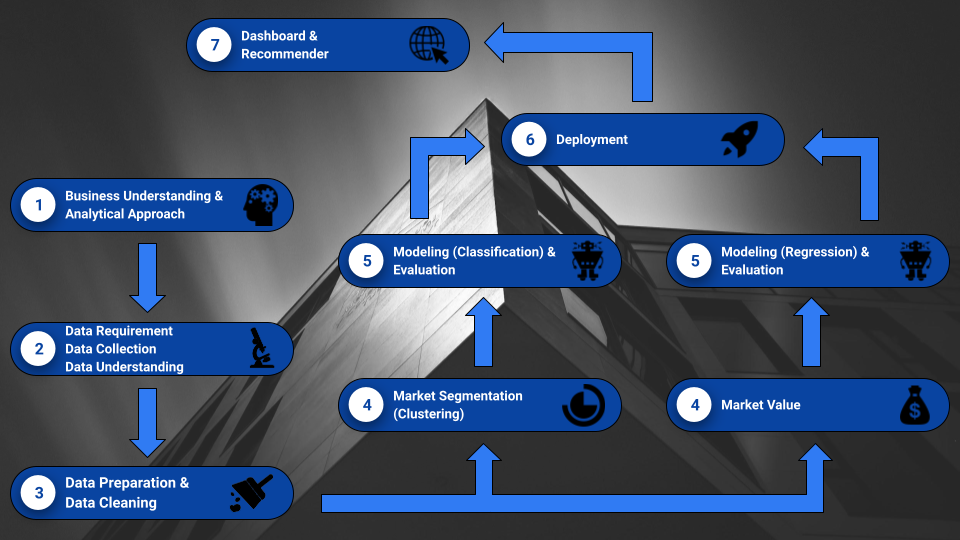 7
Dashboard &
Recommender
6
Deployment
1
Business Understanding &
Analytical Approach
5
Modeling (Classification) &
Evaluation
5
Modeling (Regression) &
Evaluation
2
Data Requirement
Data Collection
Data Understanding
4
Market Segmentation
(Clustering)
4
Market Value
$
3
Data Preparation &
Data Cleaning